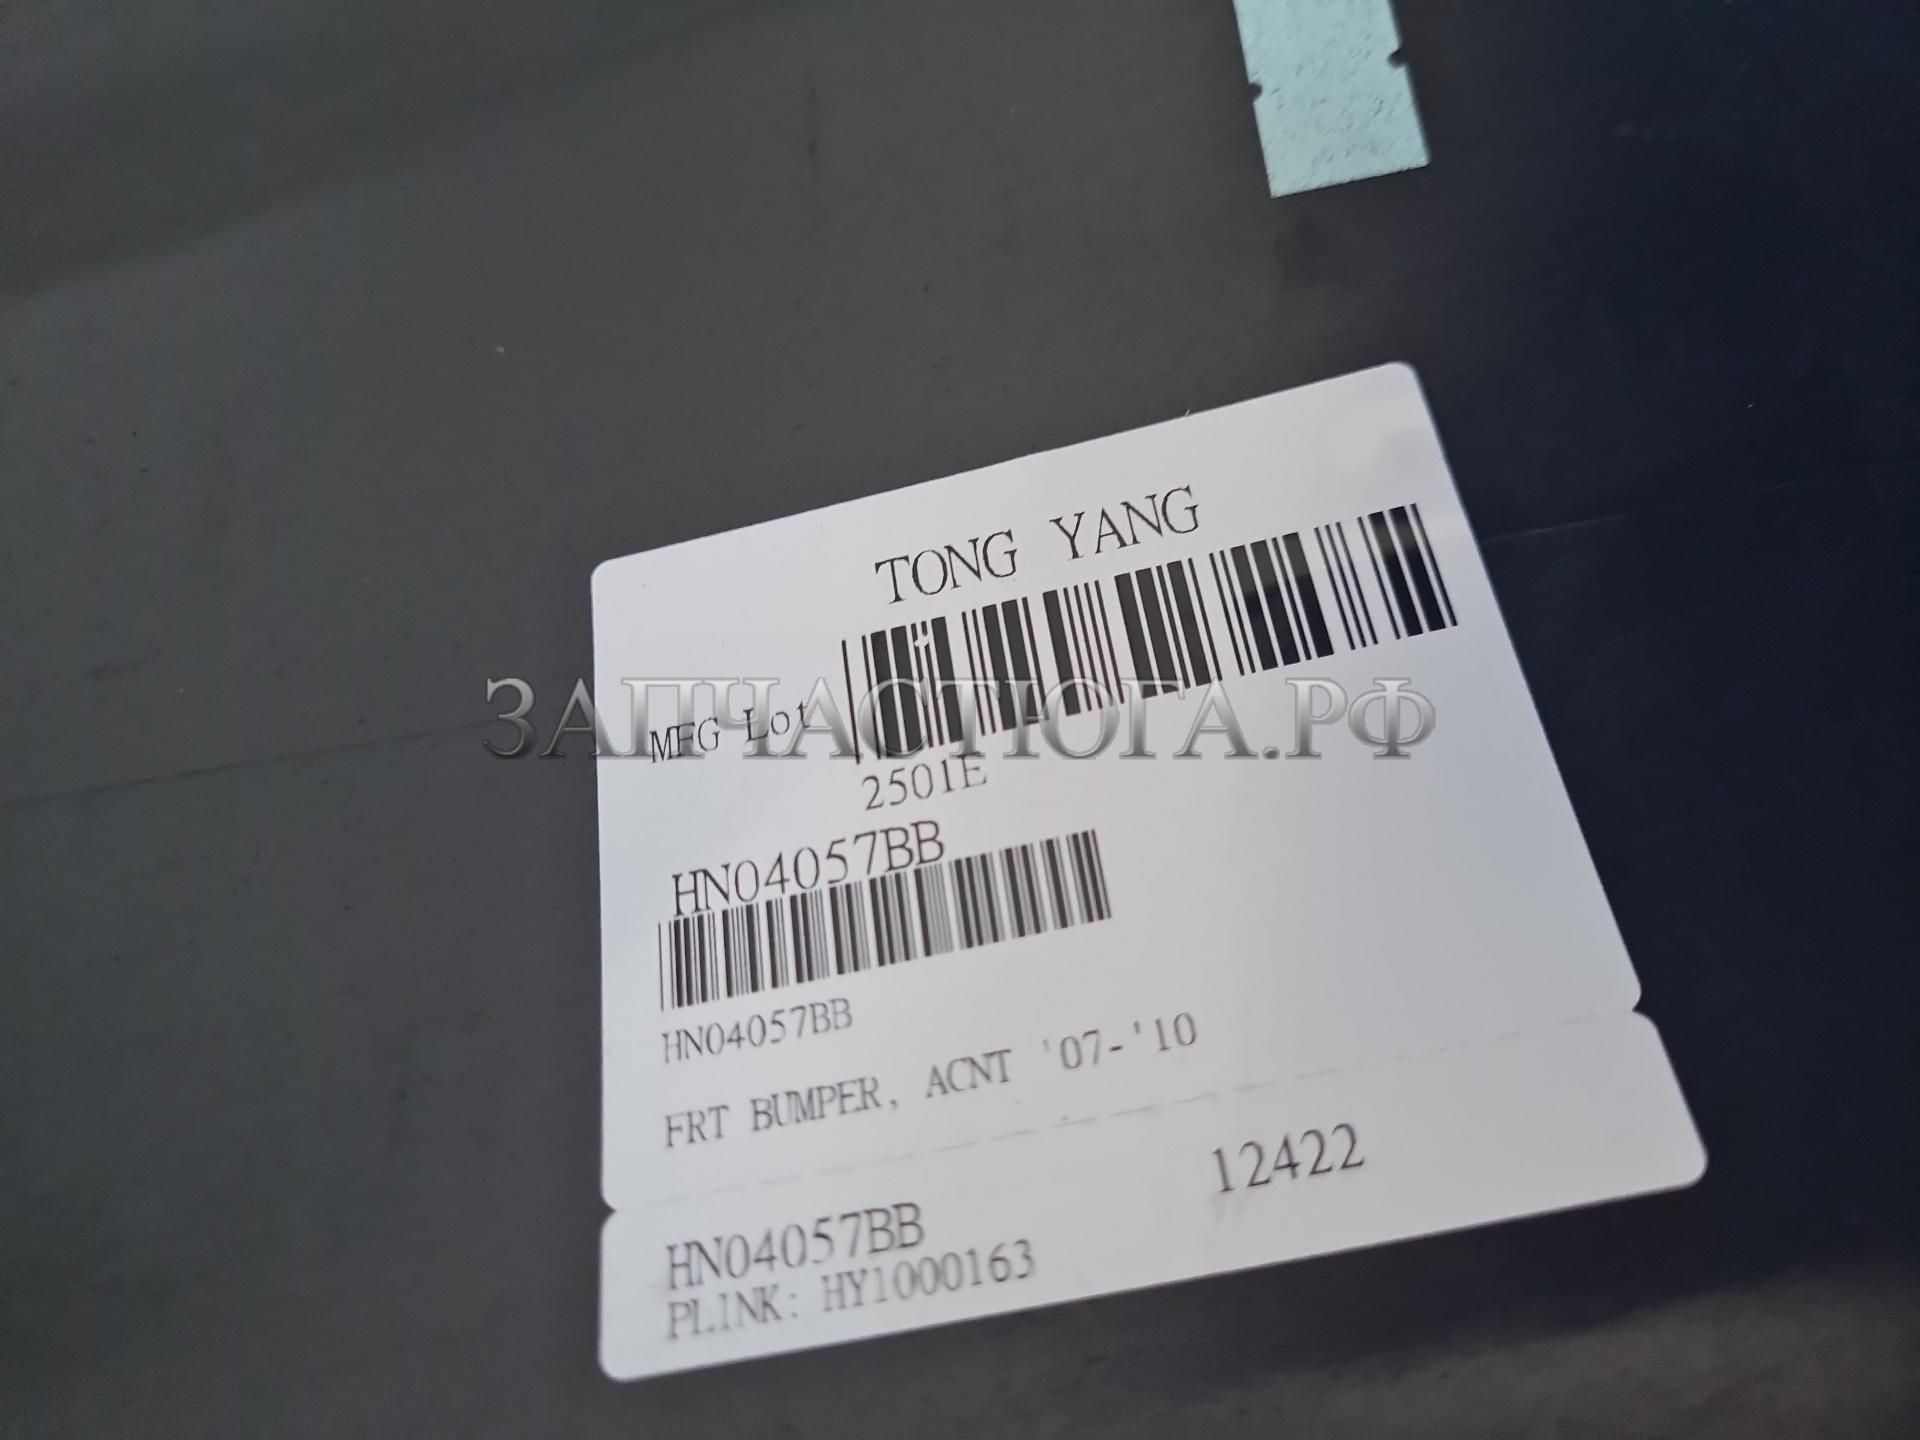 TONG YANG
MFG Lot
2501E
ЗАПЧАСТЮГА.РФ
HN04057BB
HN04057BB
FRT BUMPER, ACNT '07-'10
HN04057BB 12422
PLINK: HY1000163